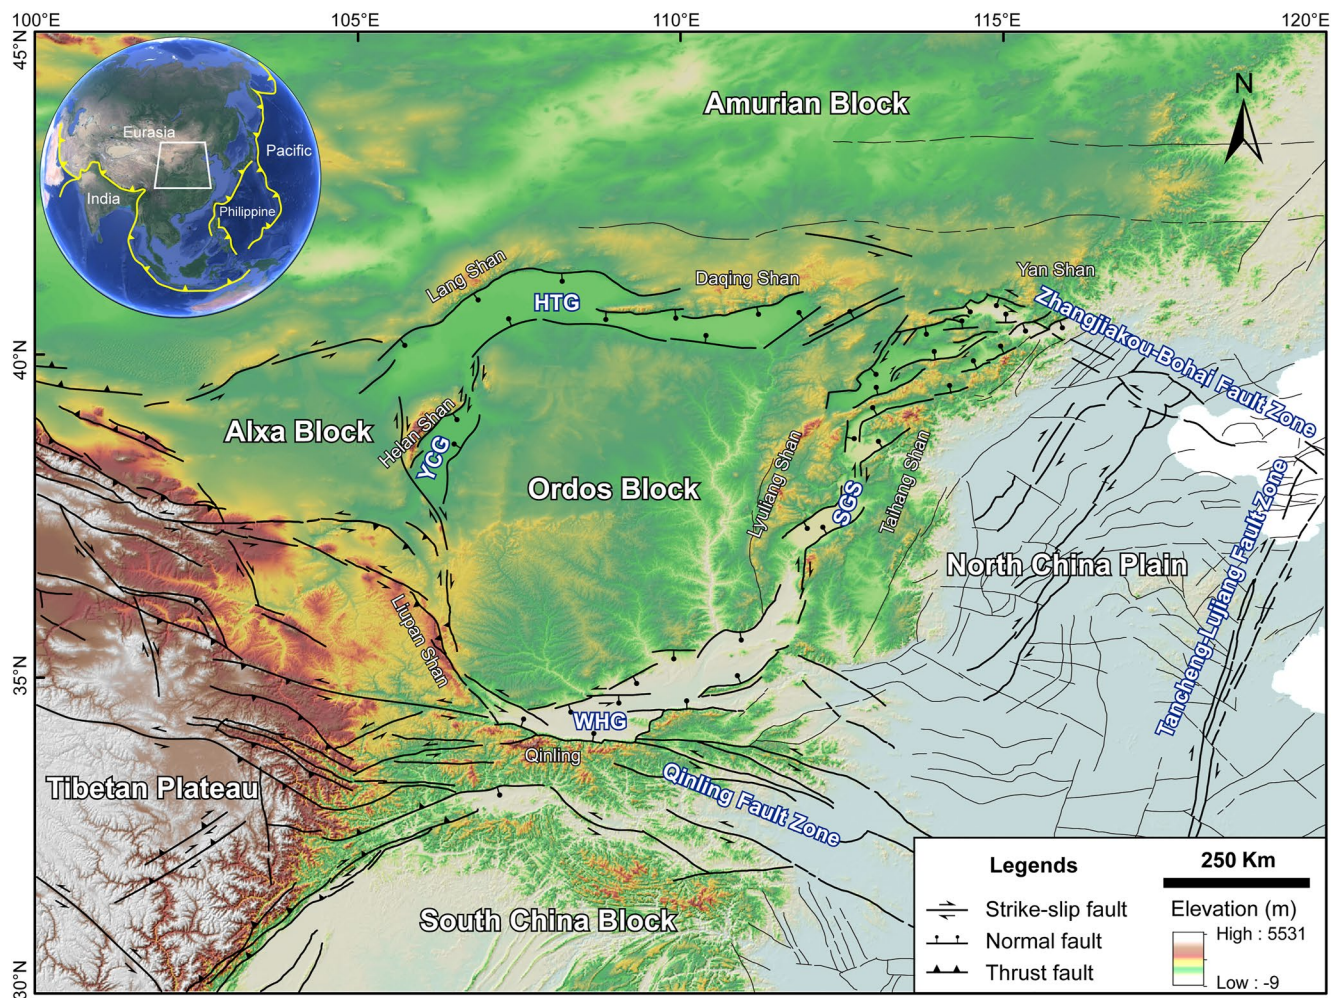 100°E
105°E
110°E
115°E
120°E
45°N
40°N
35°N
30°N
Eurasia
Pacific
India
Philippine
Amurian Block
N
Lang Shan
Daqing Shan
Yan Shan
HTG
Zhangjiakou-Bohai Fault Zone
Alxa Block
Helan Shan
YCG
Ordos Block
Lyuliang Shan
SGS
Taihang Shan
North China Plain
Tancheng-Lujiang Fault Zone
Liupan Shan
WHG
Qinling
Qinling Fault Zone
Tibetan Plateau
South China Block
Legends
Strike-slip fault
Normal fault
Thrust fault
250 Km
Elevation (m)
High : 5531
Low : -9